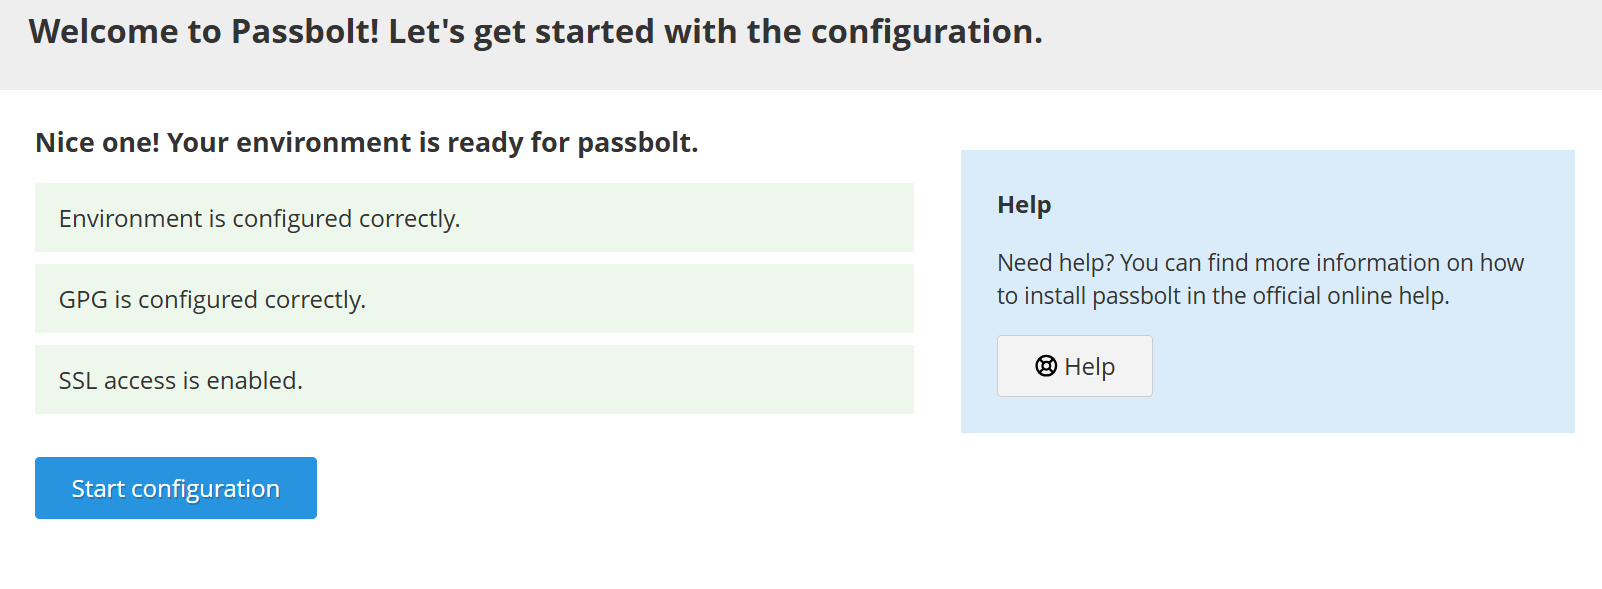 Welcome to Passbolt! Let's get started with the configuration.
Nice one! Your environment is ready for passbolt.
Environment is configured correctly.
GPG is configured correctly.
SSL access is enabled.
Start configuration
Help
Need help? You can find more information on how
to install passbolt in the official online help.
Help